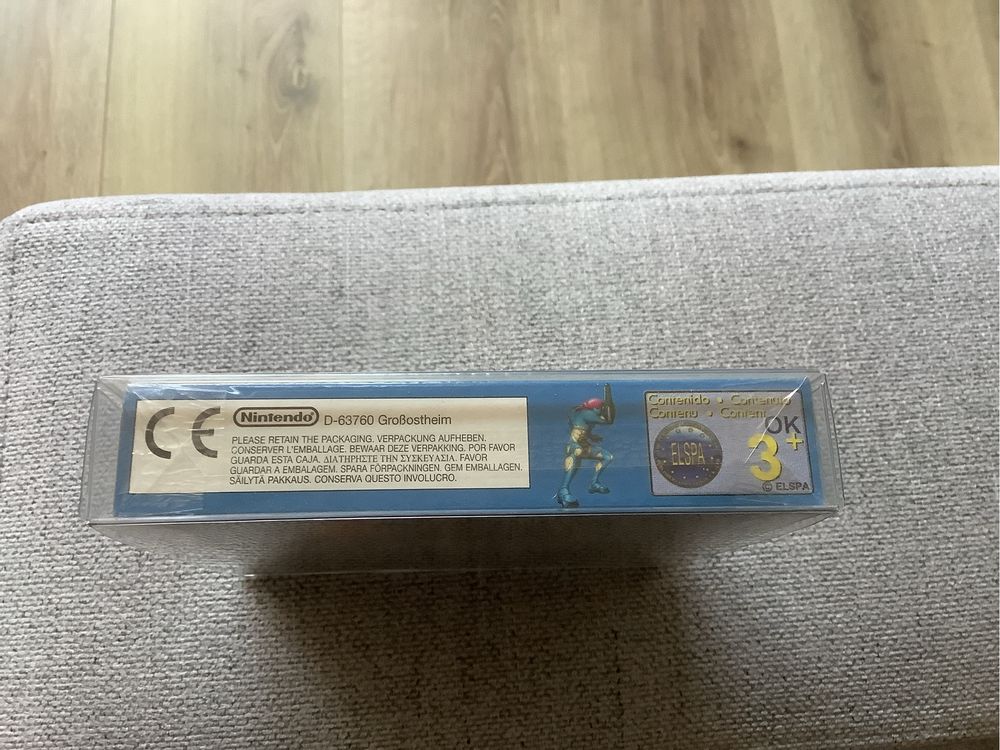 CE Nintendo D-63760 Großostheim
PLEASE RETAIN THE PACKAGING. VERPACKUNG AUFHEBEN.
CONSERVER L'EMBALLAGE. BEWAAR DEZE VERPAKKING. POR FAVOR
GUARDA ESTA CAJA. ΔΙΑΤΗΡΗΣΤΕ ΤΗΝ ΣΥΣΚΕΥΑΣΙΑ. FAVOR
GUARDAR A EMBALAGEM. SPARA FÖRPACKNINGEN. GEM EMBALLAGEN.
SÄILYTÄ PAKKAUS. CONSERVA QUESTO INVOLUCRO.
Contenido • Contenuto
Contenu • Content
OK
ELSPA
3+
© ELSPA